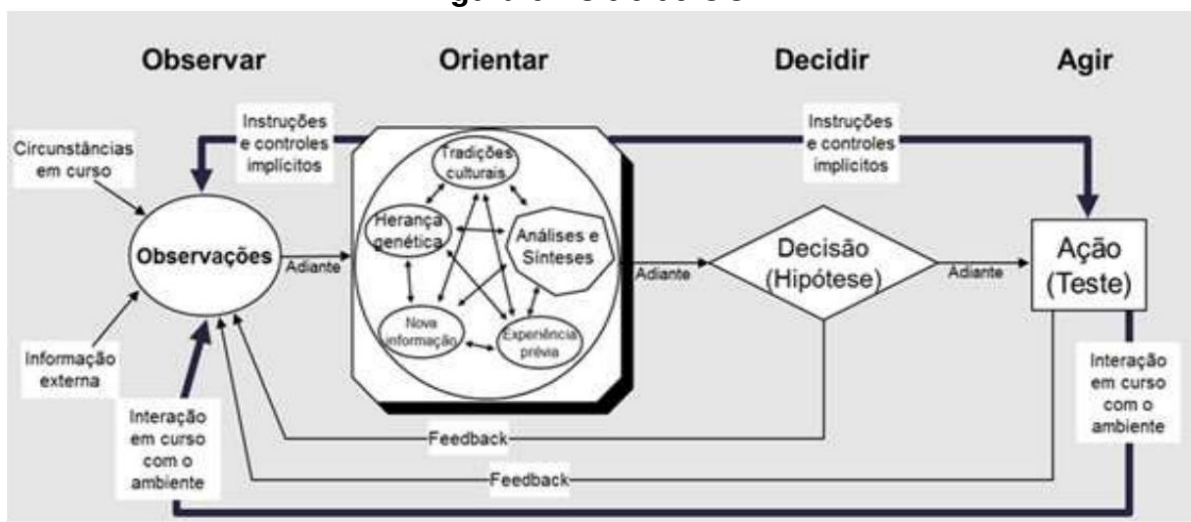 Observar
Orientar
Decidir
Agir
Instruções
e controles
implícitos
Instruções
e controles
implícitos
Circunstâncias
em curso
Tradições
culturais
Herança
genética
Análises e
Sínteses
Observações
Adiante
Adiante
Decisão
(Hipótese)
Adiante
Ação
(Teste)
Nova
informação
Experiência
prévia
Informação
externa
Interação
em curso
com o
ambiente
Interação
em curso
com o
ambiente
Feedback
Feedback